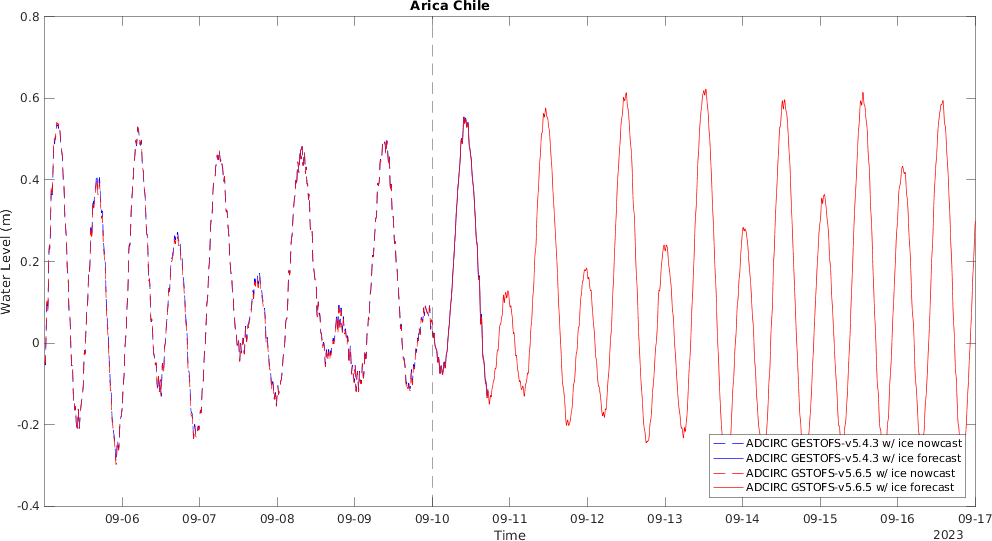 Arica Chile
0.8
0.6
0.4
0.2
0
-0.2
-0.4
Water Level (m)
ADCIRC GESTOFS-v5.4.3 w/ ice nowcast
ADCIRC GESTOFS-v5.4.3 w/ ice forecast
ADCIRC GSTOFS-v5.6.5 w/ ice nowcast
ADCIRC GSTOFS-v5.6.5 w/ ice forecast
09-06 09-07 09-08 09-09 09-10 09-11 09-12 09-13 09-14 09-15 09-16 09-17
Time
2023